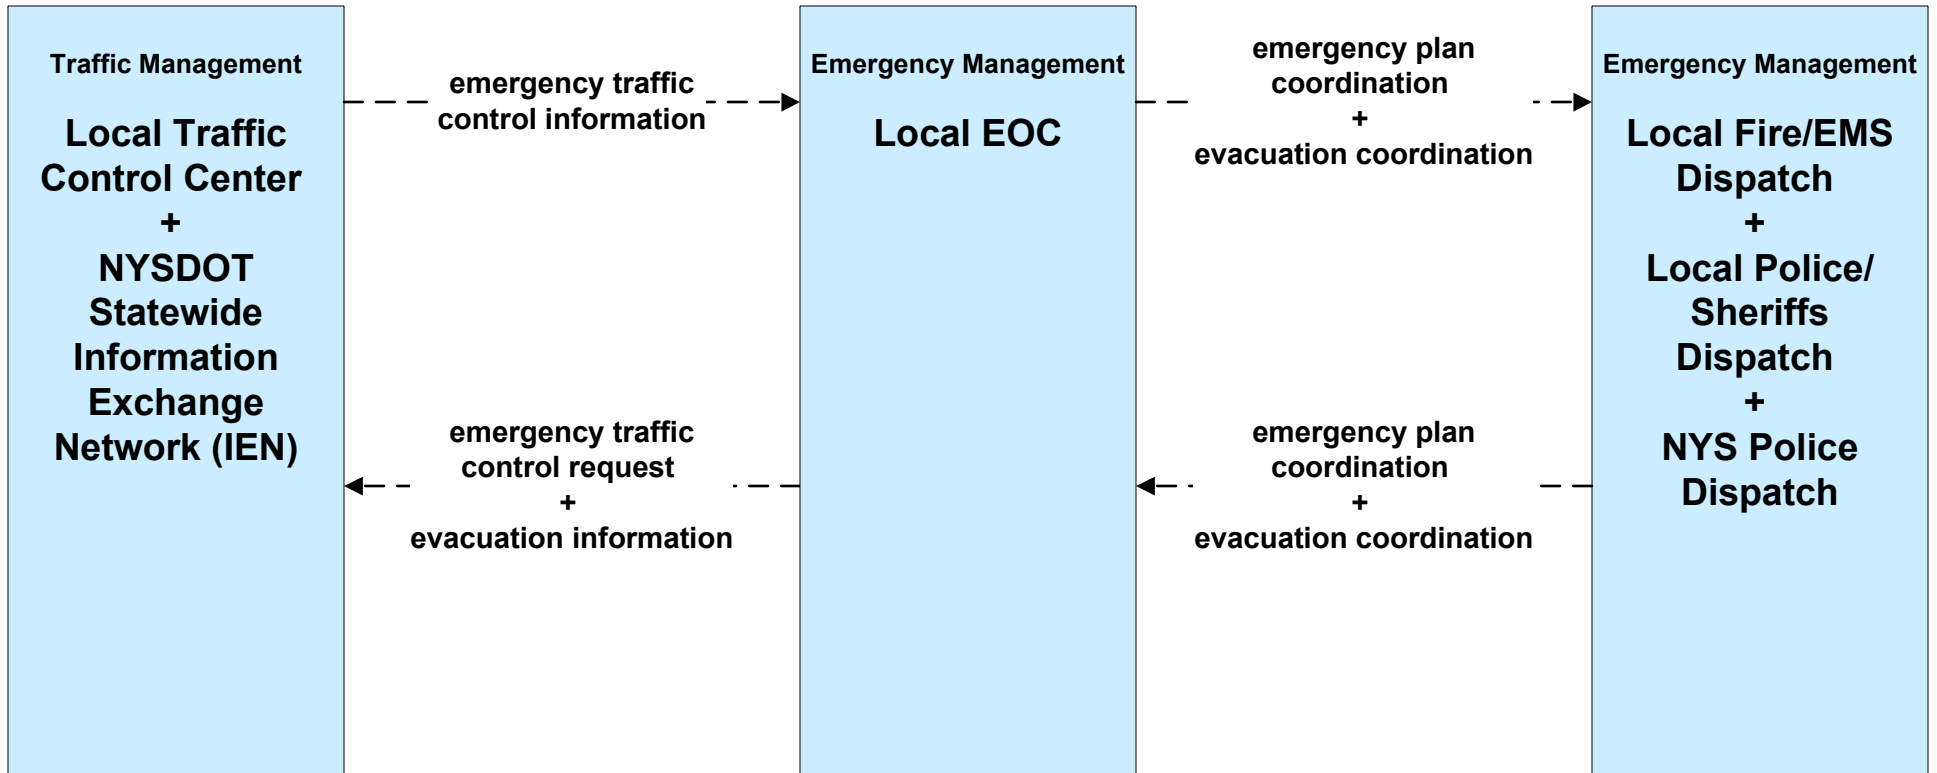 Traffic Management
Local Traffic
Control Center
+
NYSDOT
Statewide
Information
Exchange
Network (IEN)
emergency traffic
control information
emergency traffic
control request
+
evacuation information
Emergency Management
Local EOC
emergency plan
coordination
+
evacuation coordination
emergency plan
coordination
+
evacuation coordination
Emergency Management
Local Fire/EMS
Dispatch
+
Local Police/
Sheriffs
Dispatch
+
NYS Police
Dispatch